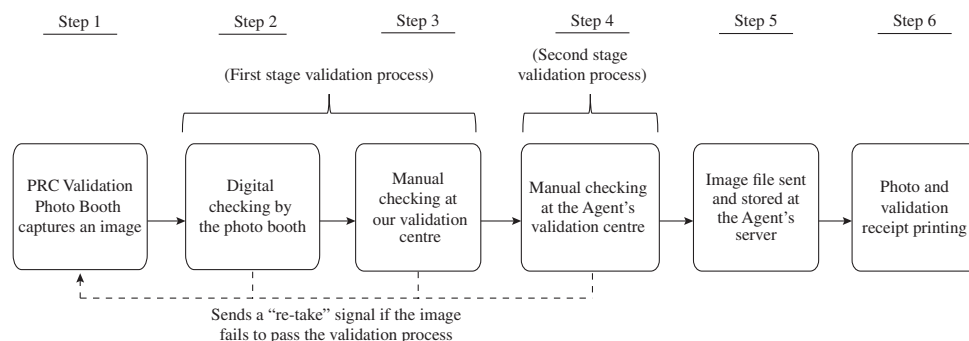 Step 1
Step 2
Step 3
Step 4
Step 5
Step 6
(First stage validation process)
(Second stage
validation process)
PRC Validation
Photo Booth
captures an image
Digital
checking by
the photo booth
Manual
checking at
our validation
centre
Manual checking
at the Agent's
validation centre
Image file sent
and stored at
the Agent's
server
Photo and
validation
receipt printing
Sends a “re-take” signal if the image
fails to pass the validation process